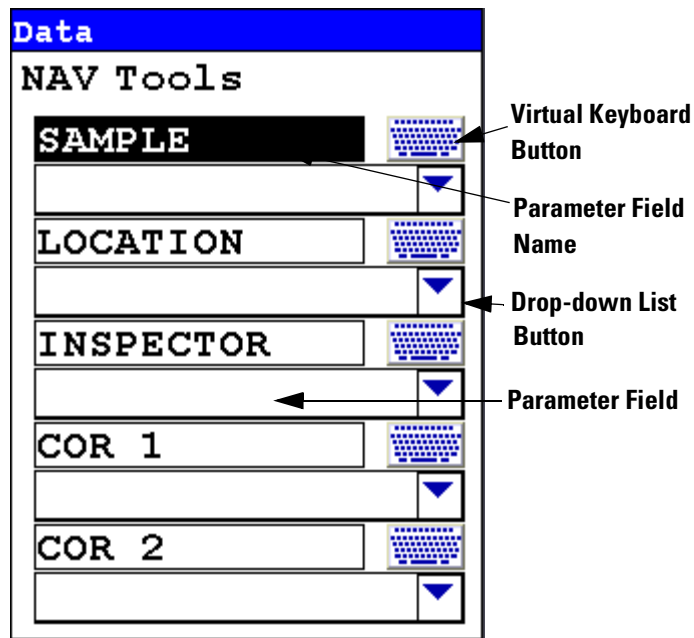 Data
NAV Tools
SAMPLE
LOCATION
INSPECTOR
COR 1
COR 2
Virtual Keyboard
Button
Parameter Field
Name
Drop-down List
Button
Parameter Field